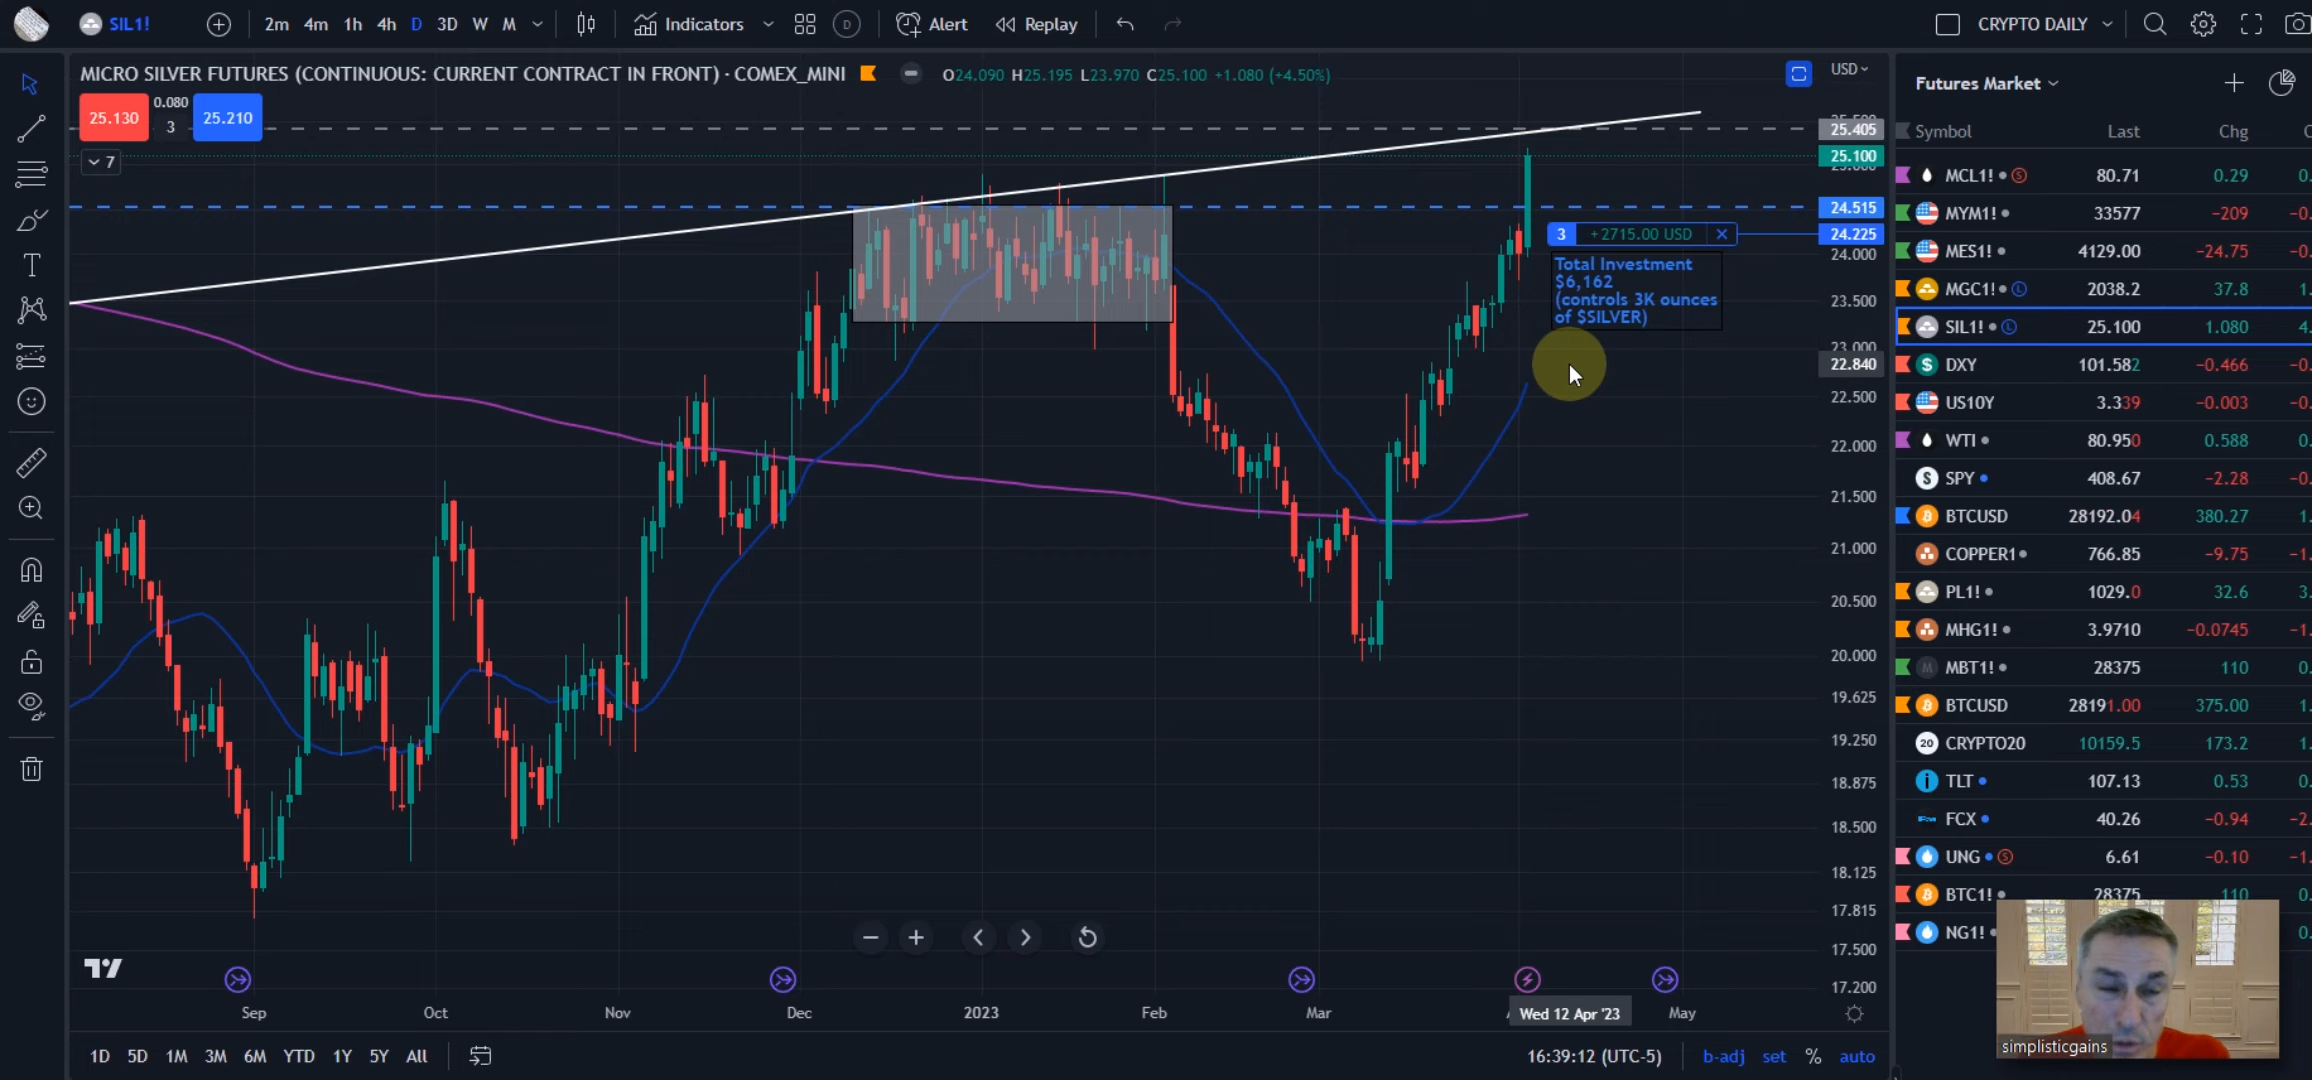 SIL1!
2m 4m 1h 4h D 3D W M
Indicators
Alert
Replay
CRYPTO DAILY
MICRO SILVER FUTURES (CONTINUOUS: CURRENT CONTRACT IN FRONT) · COMEX_MINI
O24.090 H25.195 L23.970 C25.100 +1.080 (+4.50%)
25.130
0.080
3
25.210
7
USD
25.405
25.100
24.515
24.225
24.000
23.500
23.000
22.840
22.500
22.000
21.500
21.000
20.500
20.000
19.625
19.250
18.875
18.500
18.125
17.815
17.500
17.200
3 +2715.00 USD
Total Investment
$6,162
(controls 3K ounces
of $SILVER)
Sep Oct Nov Dec 2023 Feb Mar Wed 12 Apr '23 May
1D 5D 1M 3M 6M YTD 1Y 5Y All
16:39:12 (UTC-5)
b-adj set % auto
Futures Market
Symbol Last Chg
MCL1! 80.71 0.29
MYM1! 33577 −209
MES1! 4129.00 −24.75
MGC1! 2038.2 37.8
SIL1! 25.100 1.080
DXY 101.582 −0.466
US10Y 3.339 −0.003
WTI 80.950 0.588
SPY 408.67 −2.28
BTCUSD 28192.04 380.27
COPPER1 766.85 −9.75
PL1! 1029.0 32.6
MHG1! 3.9710 −0.0745
MBT1! 28375 110
BTCUSD 28191.00 375.00
CRYPTO20 10159.5 173.2
TLT 107.13 0.53
FCX 40.26 −0.94
UNG 6.61 −0.10
BTC1! 28375 110
NG1!
simplisticgains